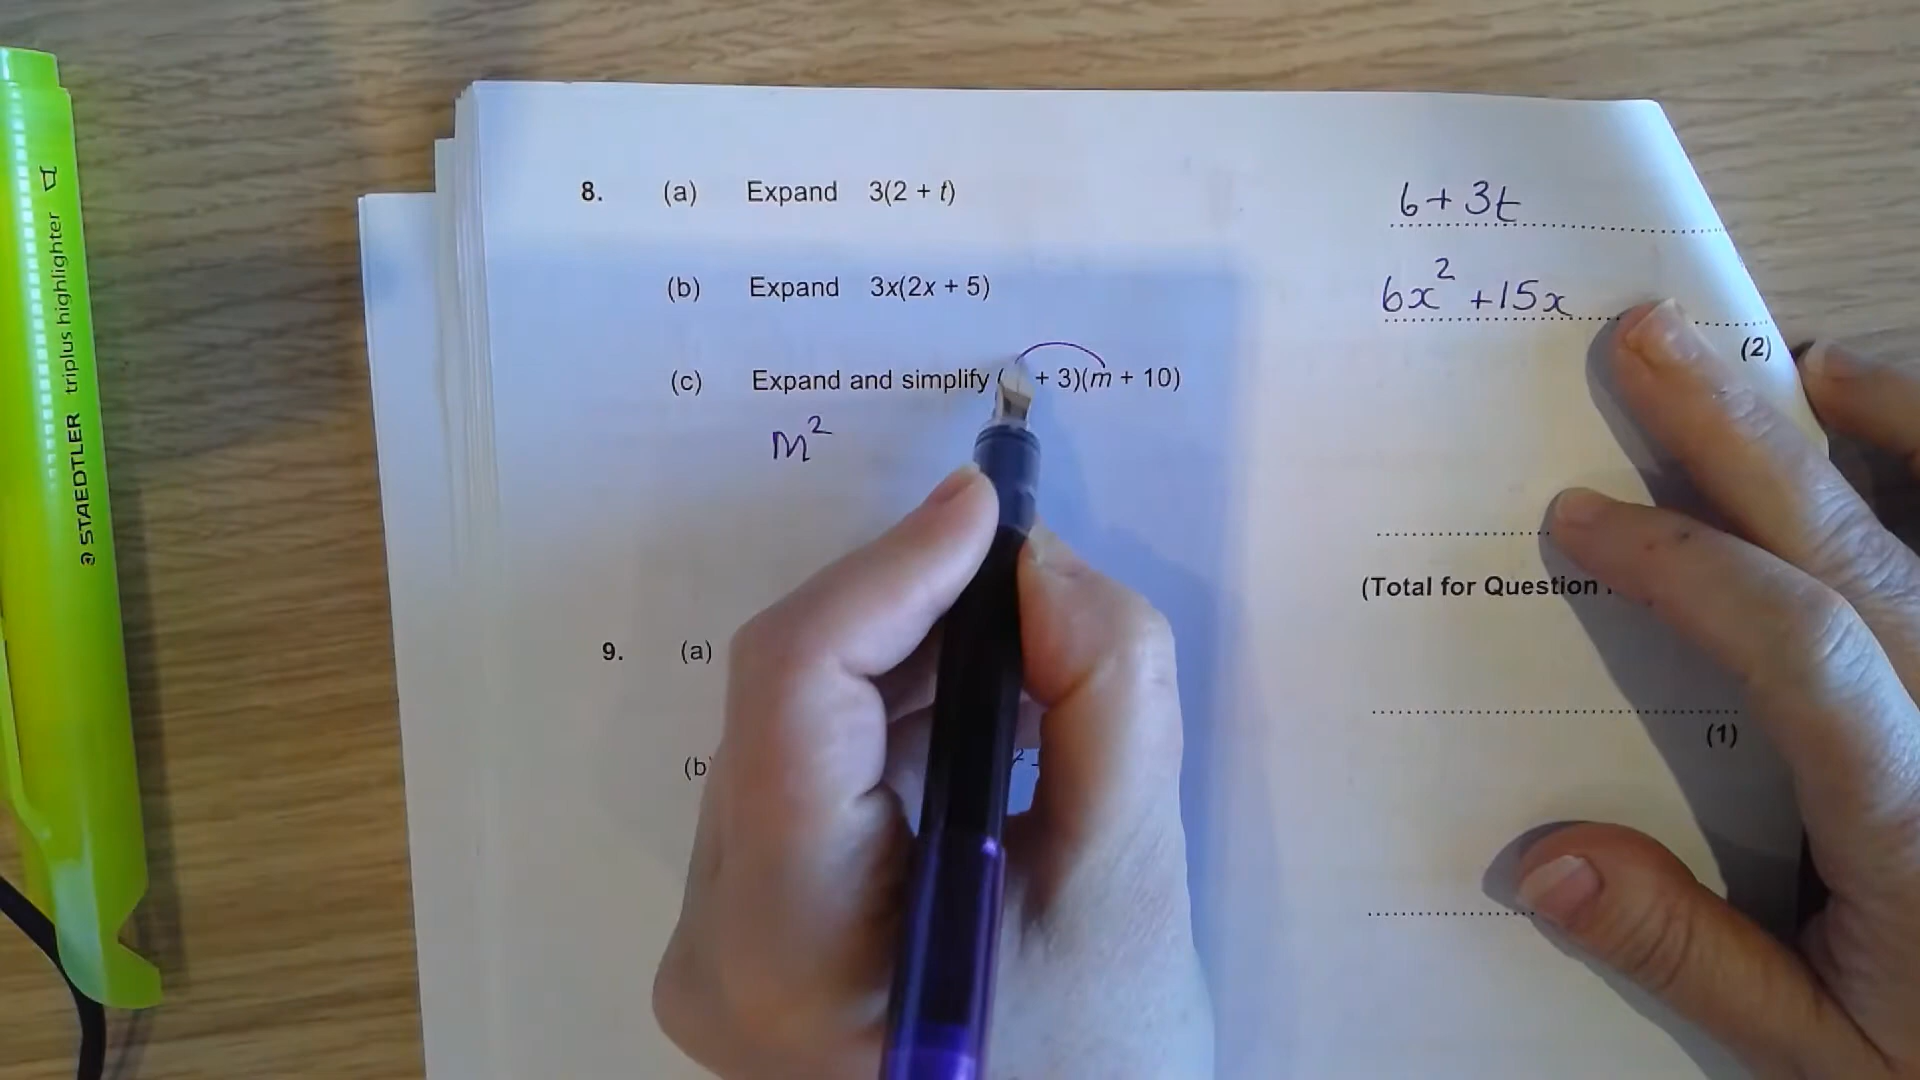 8. (a) Expand 3(2 + t)
6 + 3t
(b) Expand 3x(2x + 5)
6x² + 15x
(2)
(c) Expand and simplify ( + 3)(m + 10)
m²
(Total for Question
9. (a)
(1)
(b)
STAEDTLER triplus highlighter